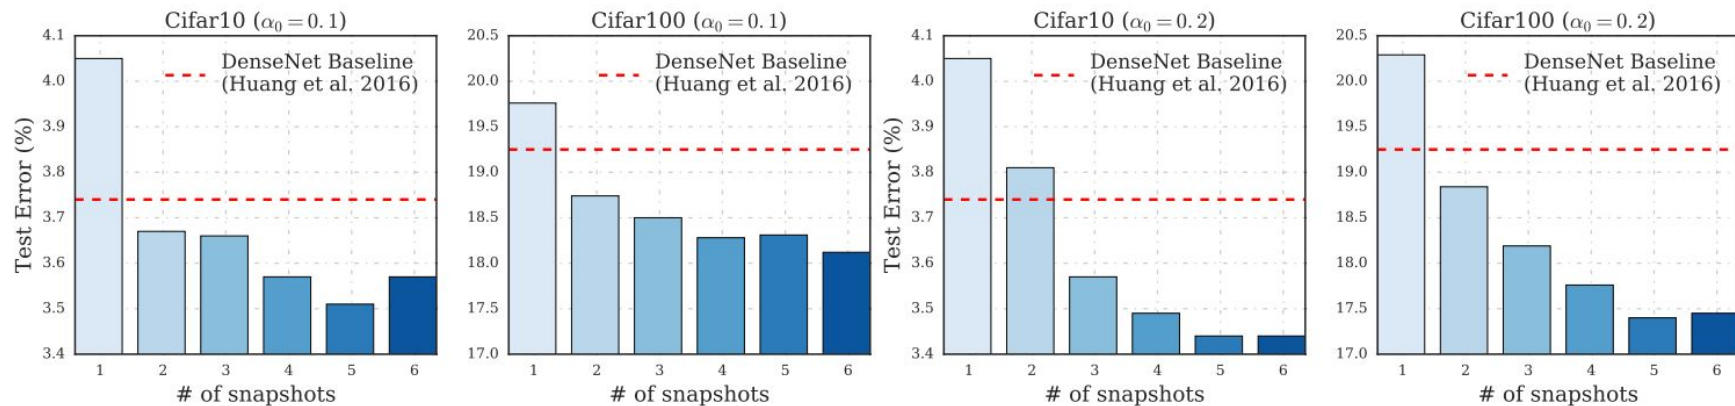 Cifar10 (α₀ = 0.1)
4.1
4.0
3.9
3.8
3.7
3.6
3.5
3.4
Test Error (%)
DenseNet Baseline
(Huang et al. 2016)
1 2 3 4 5 6
# of snapshots
Cifar100 (α₀ = 0.1)
20.5
20.0
19.5
19.0
18.5
18.0
17.5
17.0
DenseNet Baseline
(Huang et al. 2016)
1 2 3 4 5 6
# of snapshots
Cifar10 (α₀ = 0.2)
4.1
4.0
3.9
3.8
3.7
3.6
3.5
3.4
Test Error (%)
DenseNet Baseline
(Huang et al. 2016)
1 2 3 4 5 6
# of snapshots
Cifar100 (α₀ = 0.2)
20.5
20.0
19.5
19.0
18.5
18.0
17.5
17.0
DenseNet Baseline
(Huang et al. 2016)
1 2 3 4 5 6
# of snapshots